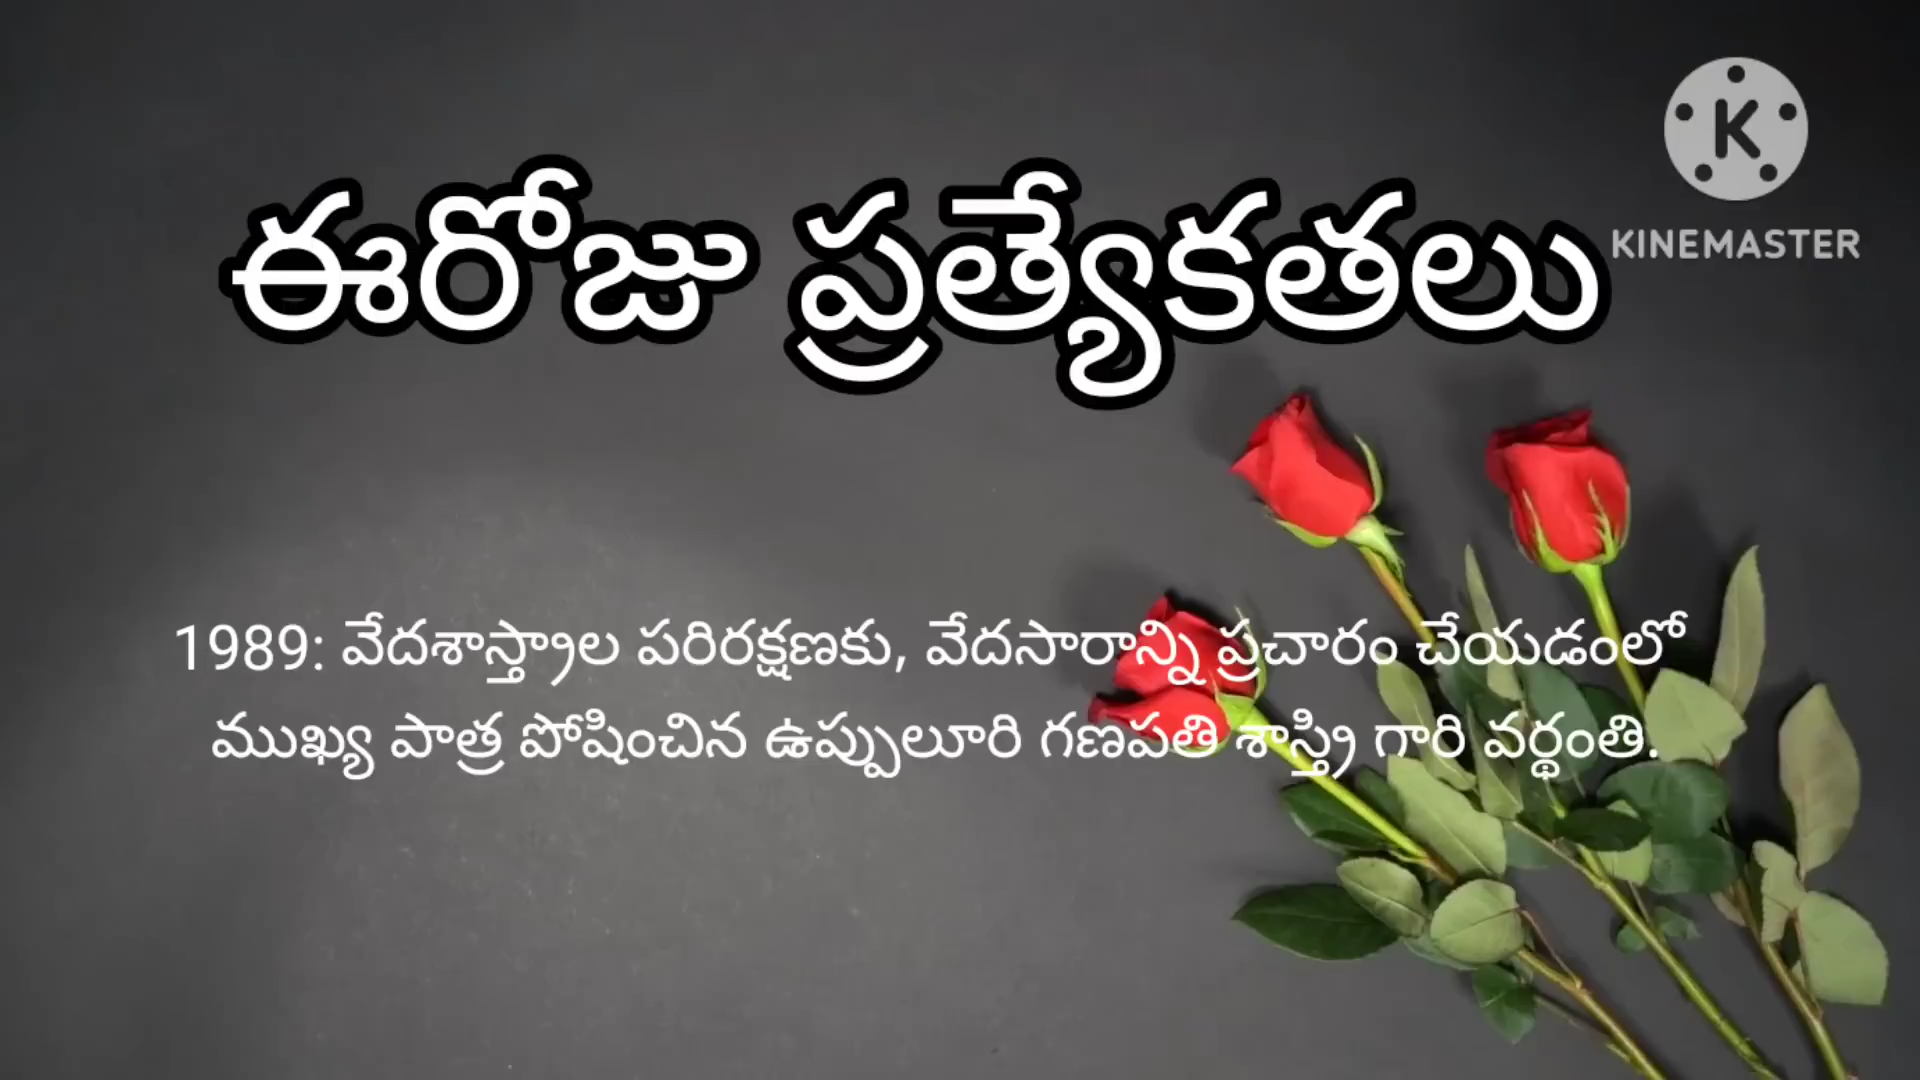 ఈరోజు ప్రత్యేకతలు
KINEMASTER
1989: వేదశాస్త్రాల పరిరక్షణకు, వేదసారాన్ని ప్రచారం చేయడంలో
ముఖ్య పాత్ర పోషించిన ఉప్పులూరి గణపతి శాస్త్రి గారి వర్థంతి.